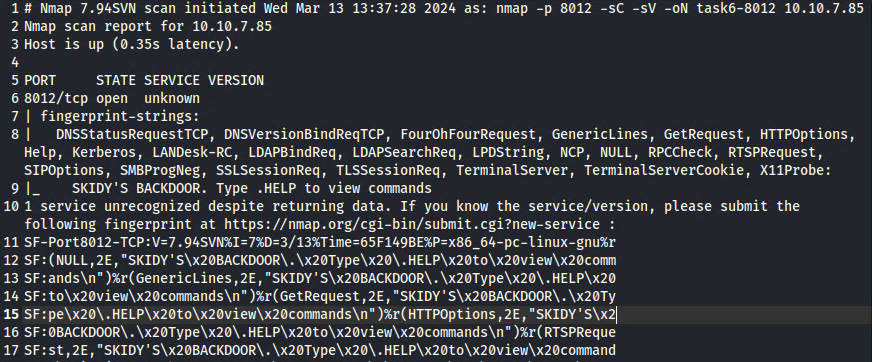 1 # Nmap 7.94SVN scan initiated Wed Mar 13 13:37:28 2024 as: nmap -p 8012 -sC -sV -oN task6-8012 10.10.7.85
2 Nmap scan report for 10.10.7.85
3 Host is up (0.35s latency).
4
5 PORT     STATE SERVICE VERSION
6 8012/tcp open  unknown
7 | fingerprint-strings:
8 |   DNSStatusRequestTCP, DNSVersionBindReqTCP, FourOhFourRequest, GenericLines, GetRequest, HTTPOptions,
Help, Kerberos, LANDesk-RC, LDAPBindReq, LDAPSearchReq, LPDString, NCP, NULL, RPCCheck, RTSPRequest,
SIPOptions, SMBProgNeg, SSLSessionReq, TLSSessionReq, TerminalServer, TerminalServerCookie, X11Probe:
9 |_    SKIDY'S BACKDOOR. Type .HELP to view commands
10 1 service unrecognized despite returning data. If you know the service/version, please submit the
following fingerprint at https://nmap.org/cgi-bin/submit.cgi?new-service :
11 SF-Port8012-TCP:V=7.94SVN%I=7%D=3/13%Time=65F149BE%P=x86_64-pc-linux-gnu%r
12 SF:(NULL,2E,"SKIDY'S\x20BACKDOOR\.\x20Type\x20\.HELP\x20to\x20view\x20comm
13 SF:ands\n")%r(GenericLines,2E,"SKIDY'S\x20BACKDOOR\.\x20Type\x20\.HELP\x20
14 SF:to\x20view\x20commands\n")%r(GetRequest,2E,"SKIDY'S\x20BACKDOOR\.\x20Ty
15 SF:pe\x20\.HELP\x20to\x20view\x20commands\n")%r(HTTPOptions,2E,"SKIDY'S\x2
16 SF:0BACKDOOR\.\x20Type\x20\.HELP\x20to\x20view\x20commands\n")%r(RTSPReque
17 SF:st,2E,"SKIDY'S\x20BACKDOOR\.\x20Type\x20\.HELP\x20to\x20view\x20command